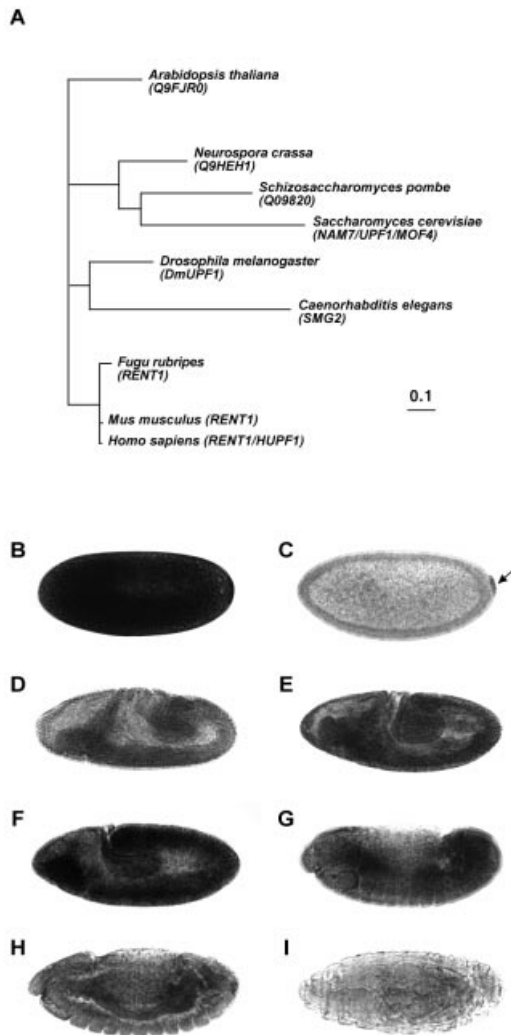 A
Arabidopsis thaliana
(Q9FJR0)
Neurospora crassa
(Q9HEH1)
Schizosaccharomyces pombe
(Q09820)
Saccharomyces cerevisiae
(NAM7/UPF1/MOF4)
Drosophila melanogaster
(DmUPF1)
Caenorhabditis elegans
(SMG2)
Fugu rubripes
(RENT1)
0.1
Mus musculus (RENT1)
Homo sapiens (RENT1/HUPF1)
B
C
D
E
F
G
H
I